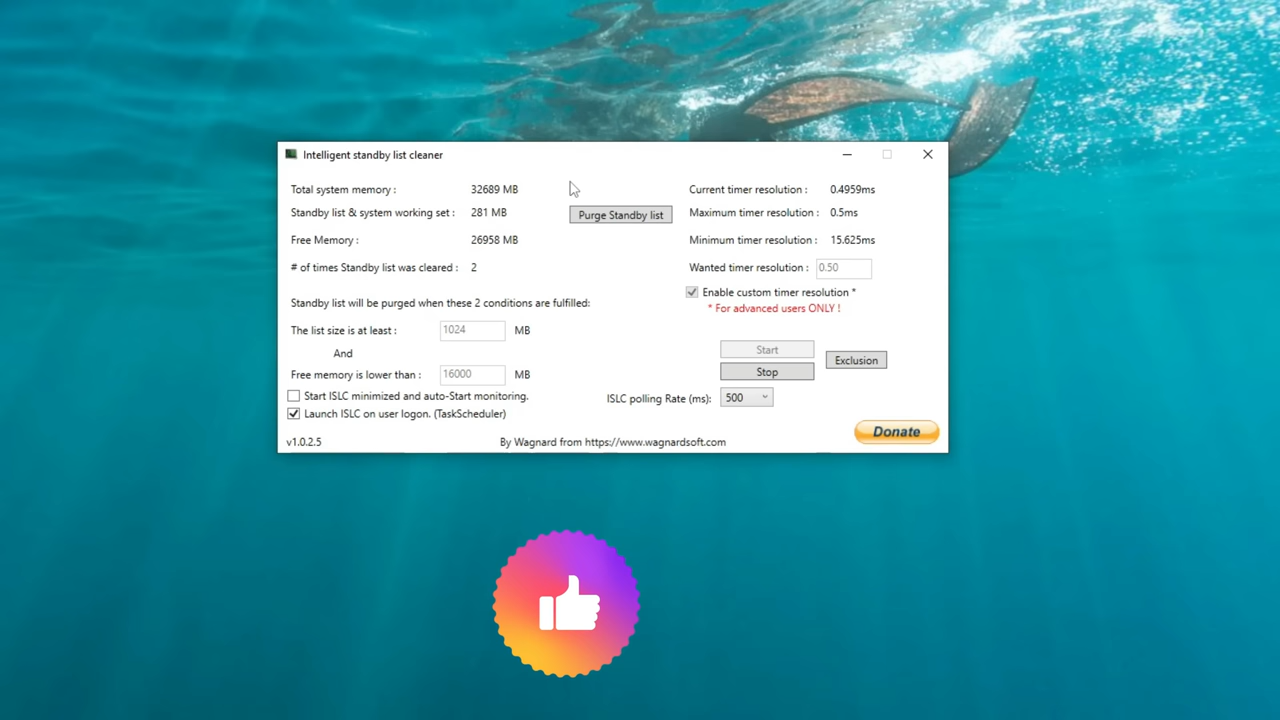 Intelligent standby list cleaner
Total system memory : 32689 MB
Standby list & system working set : 281 MB
Purge Standby list
Free Memory : 26958 MB
# of times Standby list was cleared : 2
Standby list will be purged when these 2 conditions are fulfilled:
The list size is at least : 1024 MB
And
Free memory is lower than : 16000 MB
Start ISLC minimized and auto-Start monitoring.
Launch ISLC on user logon. (TaskScheduler)
Current timer resolution : 0.4959ms
Maximum timer resolution : 0.5ms
Minimum timer resolution : 15.625ms
Wanted timer resolution : 0.50
Enable custom timer resolution *
* For advanced users ONLY !
Start
Stop
Exclusion
ISLC polling Rate (ms): 500
Donate
v1.0.2.5
By Wagnard from https://www.wagnardsoft.com